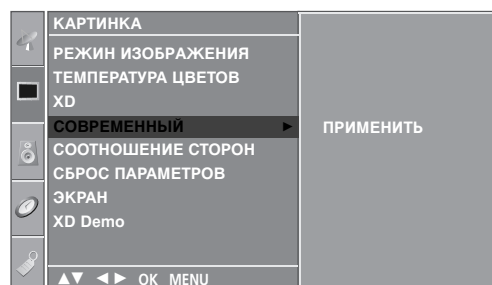 КАРТИНКА
РЕЖИН ИЗОБРАЖЕНИЯ
ТЕМПЕРАТУРА ЦВЕТОВ
XD
СОВРЕМЕННЫЙ ► ПРИМЕНИТЬ
СООТНОШЕНИЕ СТОРОН
СБРОС ПАРАМЕТРОВ
ЭКРАН
XD Demo
▲▼ ◄► OK MENU